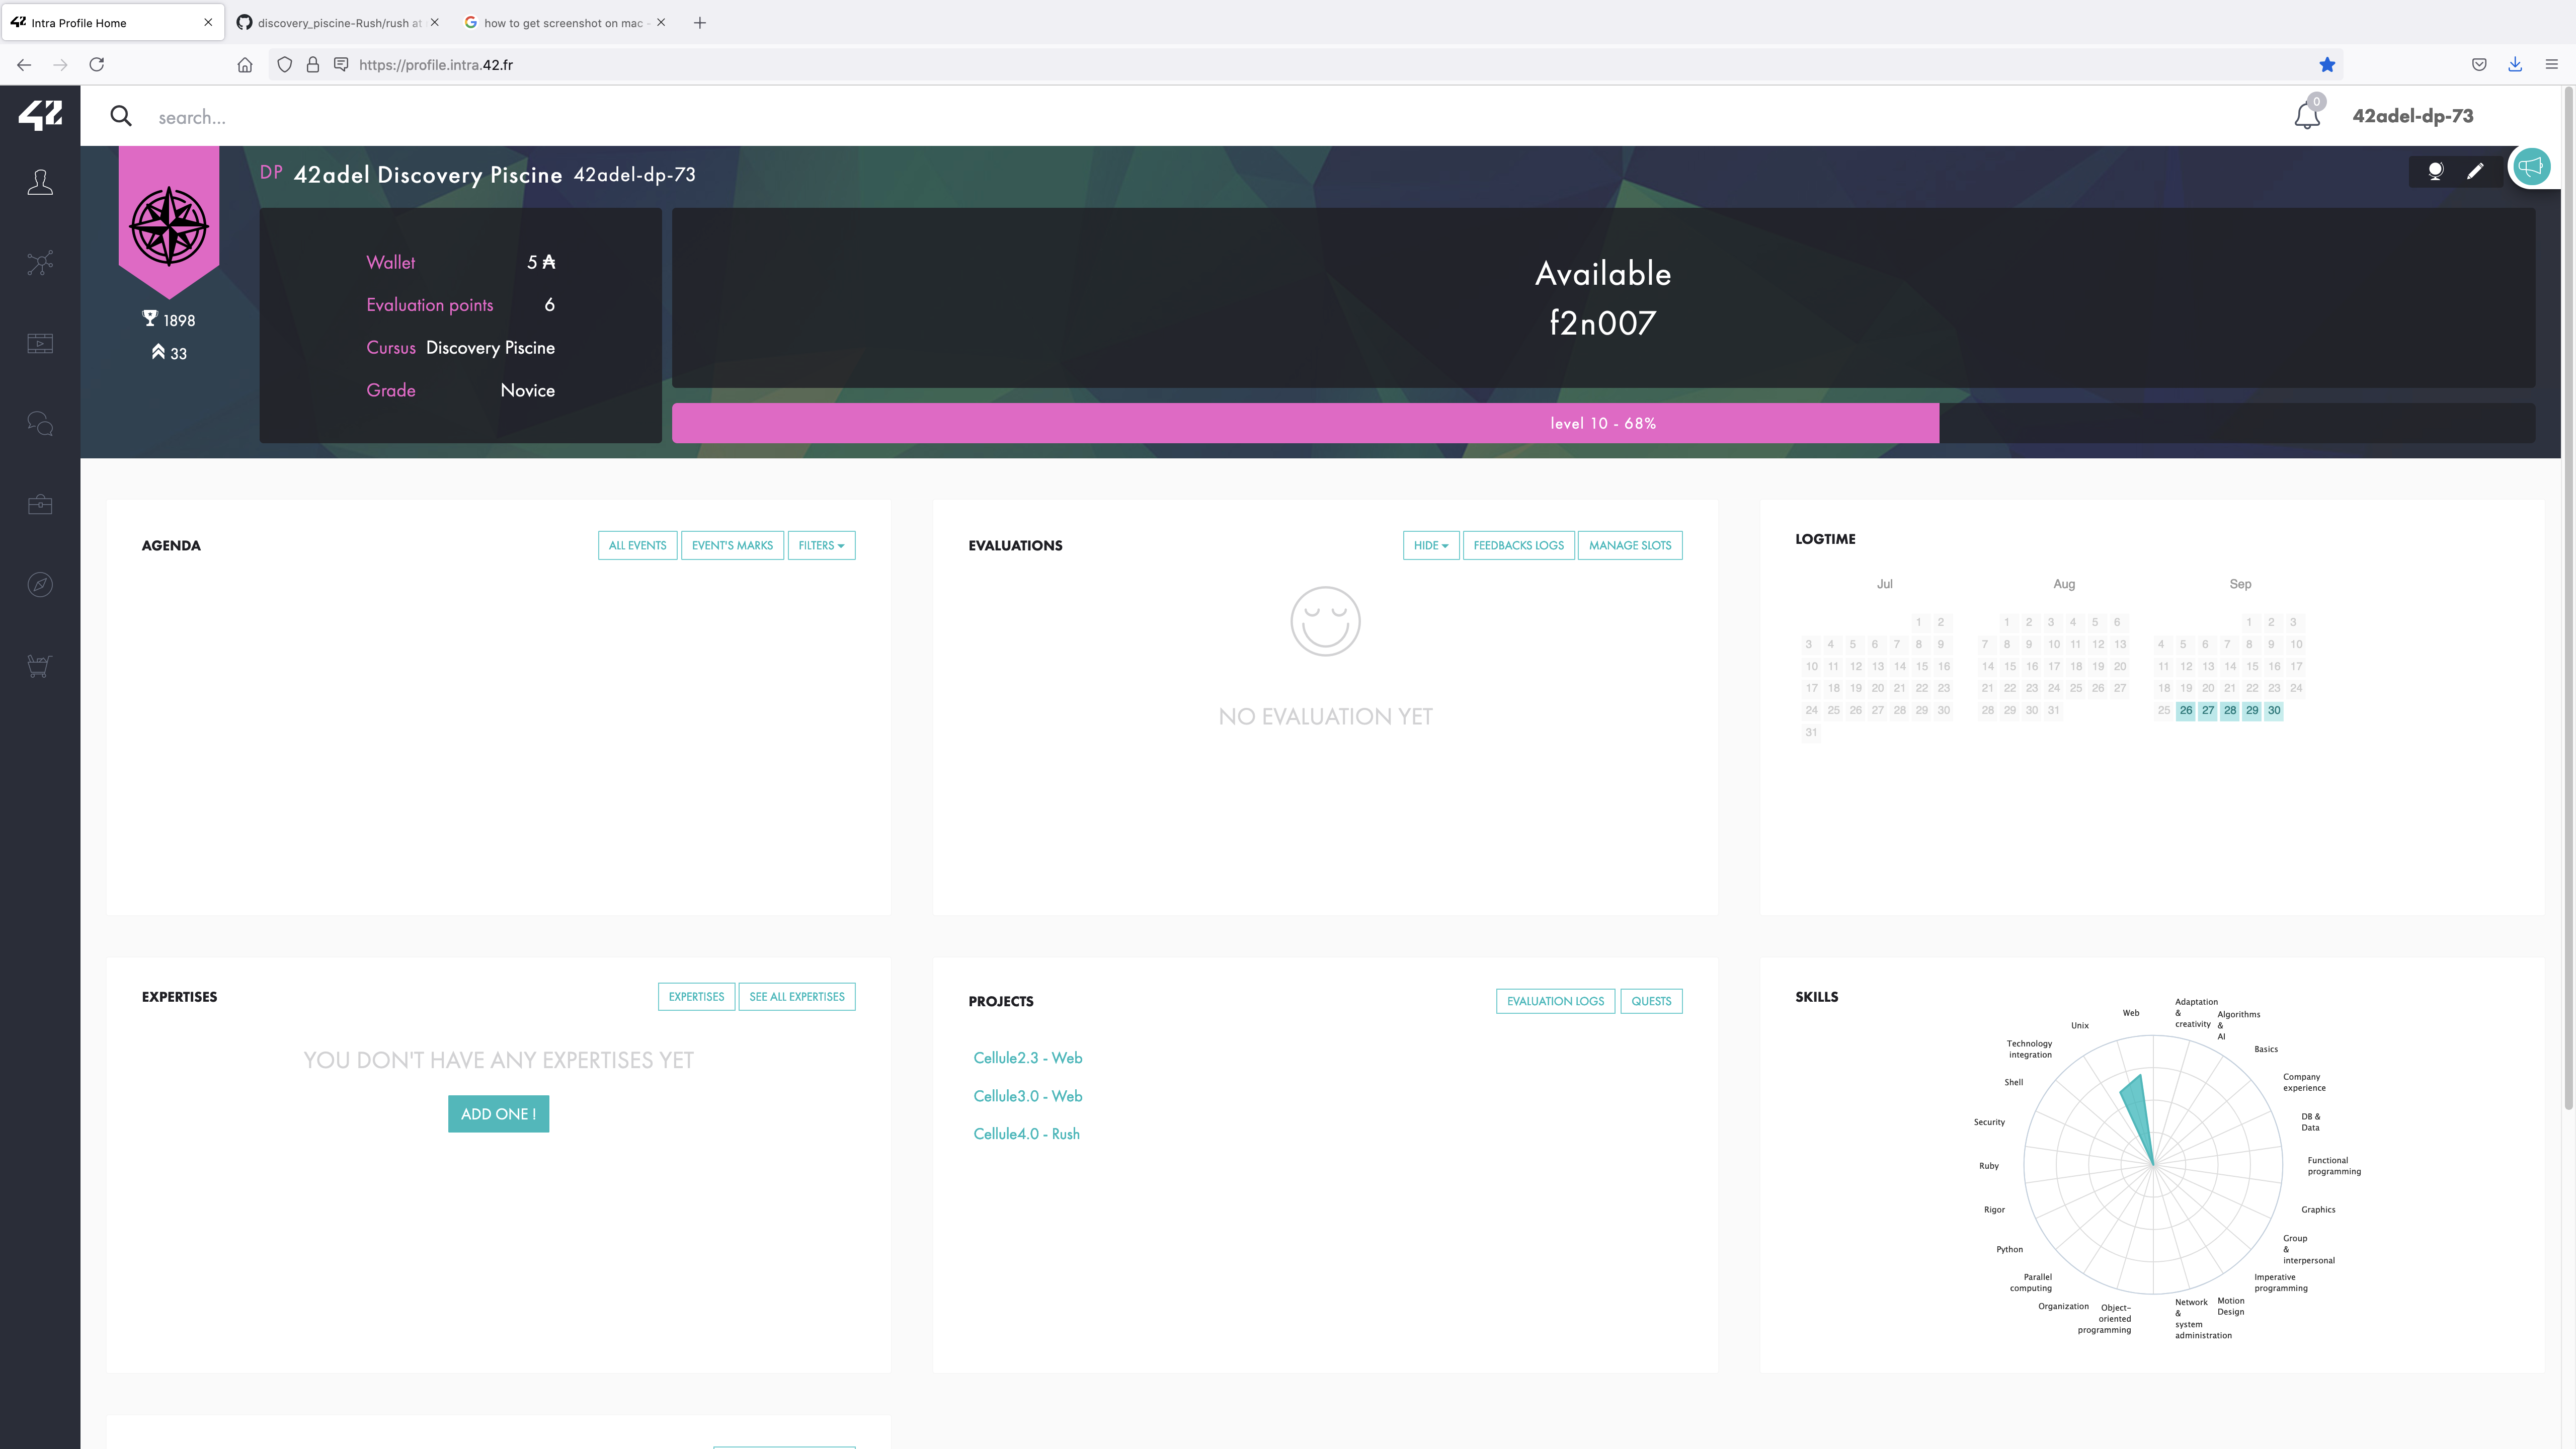 42 Intra Profile Home
discovery_piscine-Rush/rush at
how to get screenshot on mac -
https://profile.intra.42.fr
42
search...
0
42adel-dp-73
DP 42adel Discovery Piscine 42adel-dp-73
1898
33
Wallet 5 ₳
Evaluation points 6
Cursus Discovery Piscine
Grade Novice
Available
f2n007
level 10 - 68%
AGENDA
ALL EVENTS EVENT'S MARKS FILTERS
EVALUATIONS
HIDE FEEDBACKS LOGS MANAGE SLOTS
NO EVALUATION YET
LOGTIME
Jul
1 2
3 4 5 6 7 8 9
10 11 12 13 14 15 16
17 18 19 20 21 22 23
24 25 26 27 28 29 30
31
Aug
1 2 3 4 5 6
7 8 9 10 11 12 13
14 15 16 17 18 19 20
21 22 23 24 25 26 27
28 29 30 31
Sep
1 2 3
4 5 6 7 8 9 10
11 12 13 14 15 16 17
18 19 20 21 22 23 24
25 26 27 28 29 30
EXPERTISES
EXPERTISES SEE ALL EXPERTISES
YOU DON'T HAVE ANY EXPERTISES YET
ADD ONE !
PROJECTS
EVALUATION LOGS QUESTS
Cellule2.3 - Web
Cellule3.0 - Web
Cellule4.0 - Rush
SKILLS
Adaptation
&
creativity
Algorithms
&
AI
Basics
Company
experience
DB &
Data
Functional
programming
Graphics
Group
&
interpersonal
Imperative
programming
Motion
Design
Network
&
system
administration
Object-
oriented
programming
Organization
Parallel
computing
Python
Rigor
Ruby
Security
Shell
Technology
integration
Unix
Web